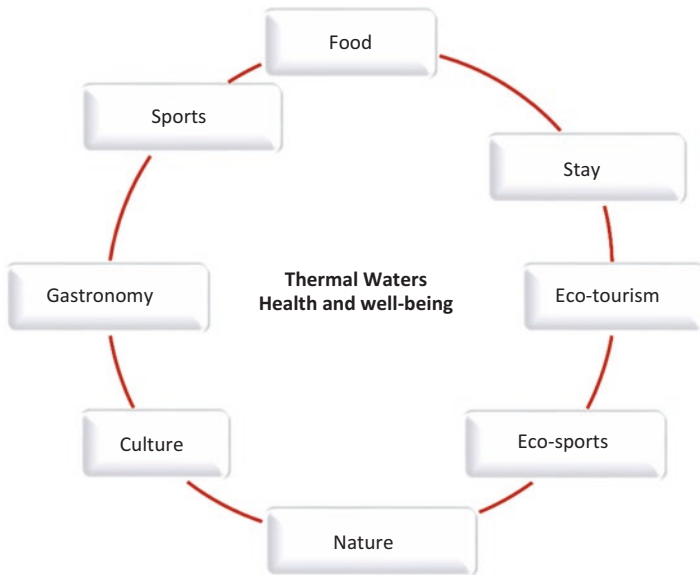 Food
Sports
Stay
Thermal Waters
Health and well-being
Gastronomy
Eco-tourism
Culture
Eco-sports
Nature